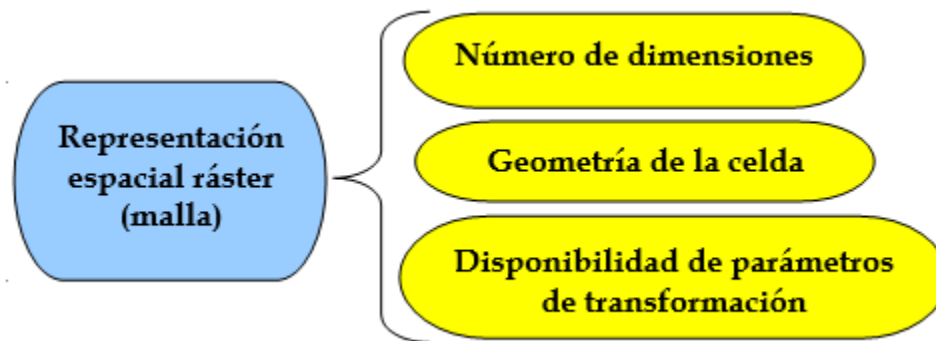 Representación
espacial ráster
(malla)
Número de dimensiones
Geometría de la celda
Disponibilidad de parámetros
de transformación